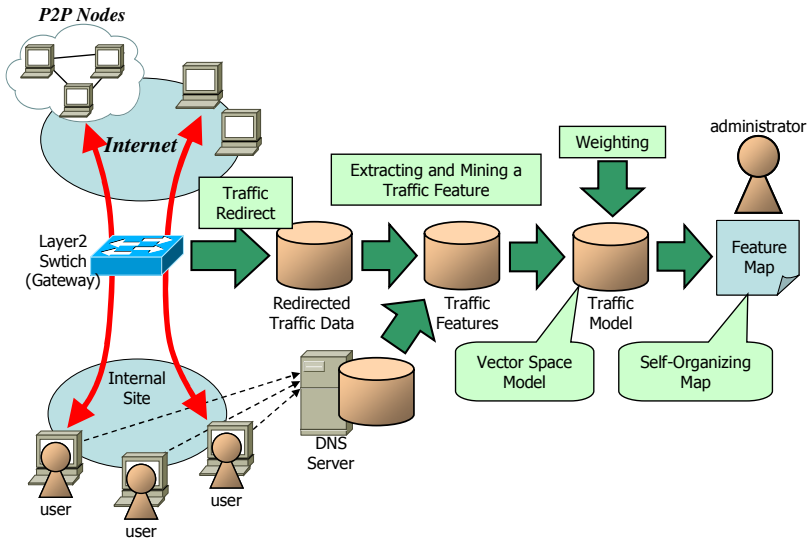 P2P Nodes
Internet
administrator
Weighting
Extracting and Mining a
Traffic Feature
Traffic
Redirect
Layer2
Swtich
(Gateway)
Redirected
Traffic Data
Traffic
Features
Traffic
Model
Feature
Map
Vector Space
Model
Self-Organizing
Map
Internal
Site
DNS
Server
user
user
user